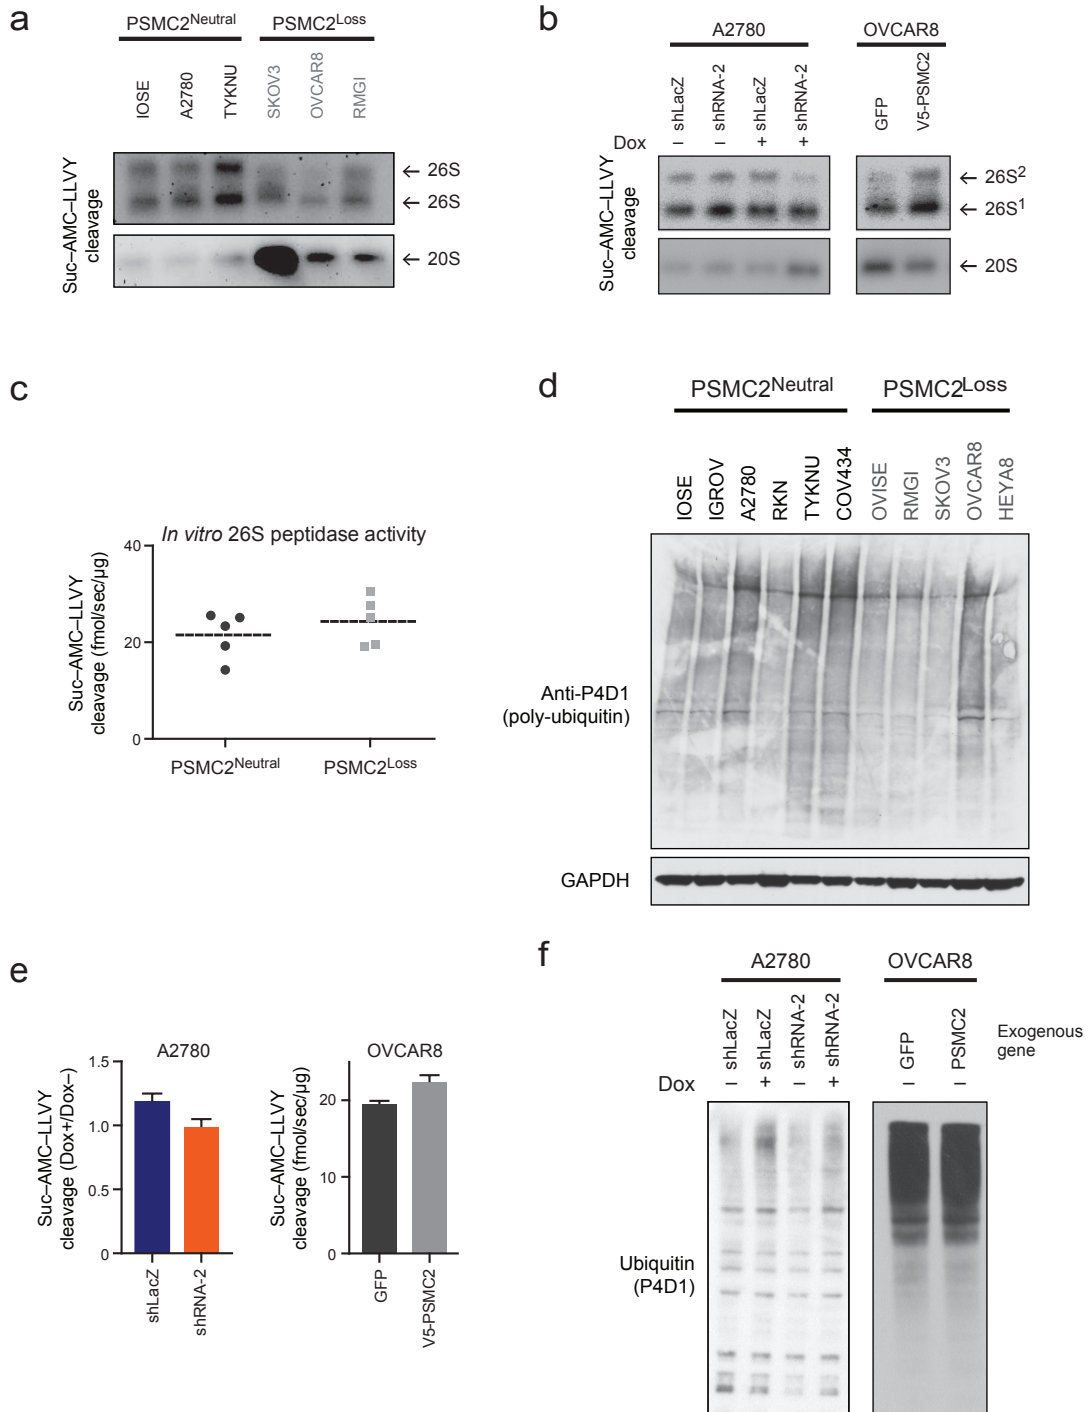 a
PSMC2Neutral
PSMC2Loss
IOSE
A2780
TYKNU
SKOV3
OVCAR8
RMGI
Suc–AMC–LLVY
cleavage
← 26S
← 26S
← 20S
b
A2780
OVCAR8
shLacZ
shRNA-2
shLacZ
shRNA-2
GFP
V5-PSMC2
Dox – – + +
Suc–AMC–LLVY
cleavage
← 26S2
← 26S1
← 20S
c
In vitro 26S peptidase activity
Suc–AMC–LLVY
cleavage (fmol/sec/µg)
40
20
0
PSMC2Neutral
PSMC2Loss
d
PSMC2Neutral
PSMC2Loss
IOSE
IGROV
A2780
RKN
TYKNU
COV434
OVISE
RMGI
SKOV3
OVCAR8
HEYA8
Anti-P4D1
(poly-ubiquitin)
GAPDH
e
A2780
Suc–AMC–LLVY
cleavage (Dox+/Dox–)
1.5
1.0
0.5
0
shLacZ
shRNA-2
OVCAR8
Suc–AMC–LLVY
cleavage (fmol/sec/µg)
20
10
0
GFP
V5-PSMC2
f
A2780
OVCAR8
shLacZ
shLacZ
shRNA-2
shRNA-2
GFP
PSMC2
Exogenous
gene
Dox – + – + – –
Ubiquitin
(P4D1)